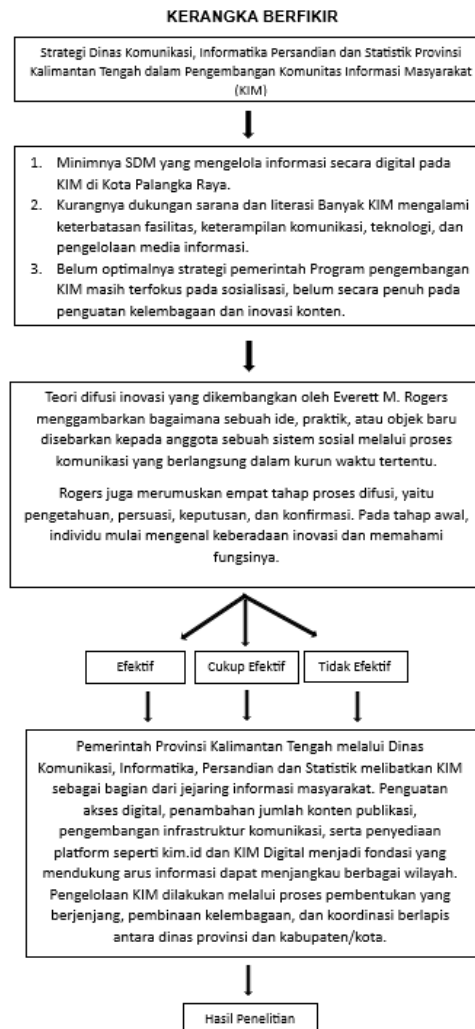 KERANGKA BERFIKIR
Strategi Dinas Komunikasi, Informatika Persandian dan Statistik Provinsi
Kalimantan Tengah dalam Pengembangan Komunitas Informasi Masyarakat
(KIM)
1. Minimnya SDM yang mengelola informasi secara digital pada
KIM di Kota Palangka Raya.
2. Kurangnya dukungan sarana dan literasi Banyak KIM mengalami
keterbatasan fasilitas, keterampilan komunikasi, teknologi, dan
pengelolaan media informasi.
3. Belum optimalnya strategi pemerintah Program pengembangan
KIM masih terfokus pada sosialisasi, belum secara penuh pada
penguatan kelembagaan dan inovasi konten.
Teori difusi inovasi yang dikembangkan oleh Everett M. Rogers
menggambarkan bagaimana sebuah ide, praktik, atau objek baru
disebarkan kepada anggota sebuah sistem sosial melalui proses
komunikasi yang berlangsung dalam kurun waktu tertentu.
Rogers juga merumuskan empat tahap proses difusi, yaitu
pengetahuan, persuasi, keputusan, dan konfirmasi. Pada tahap awal,
individu mulai mengenal keberadaan inovasi dan memahami
fungsinya.
Efektif
Cukup Efektif
Tidak Efektif
Pemerintah Provinsi Kalimantan Tengah melalui Dinas
Komunikasi, Informatika, Persandian dan Statistik melibatkan KIM
sebagai bagian dari jejaring informasi masyarakat. Penguatan
akses digital, penambahan jumlah konten publikasi,
pengembangan infrastruktur komunikasi, serta penyediaan
platform seperti kim.id dan KIM Digital menjadi fondasi yang
mendukung arus informasi dapat menjangkau berbagai wilayah.
Pengelolaan KIM dilakukan melalui proses pembentukan yang
berjenjang, pembinaan kelembagaan, dan koordinasi berlapis
antara dinas provinsi dan kabupaten/kota.
Hasil Penelitian